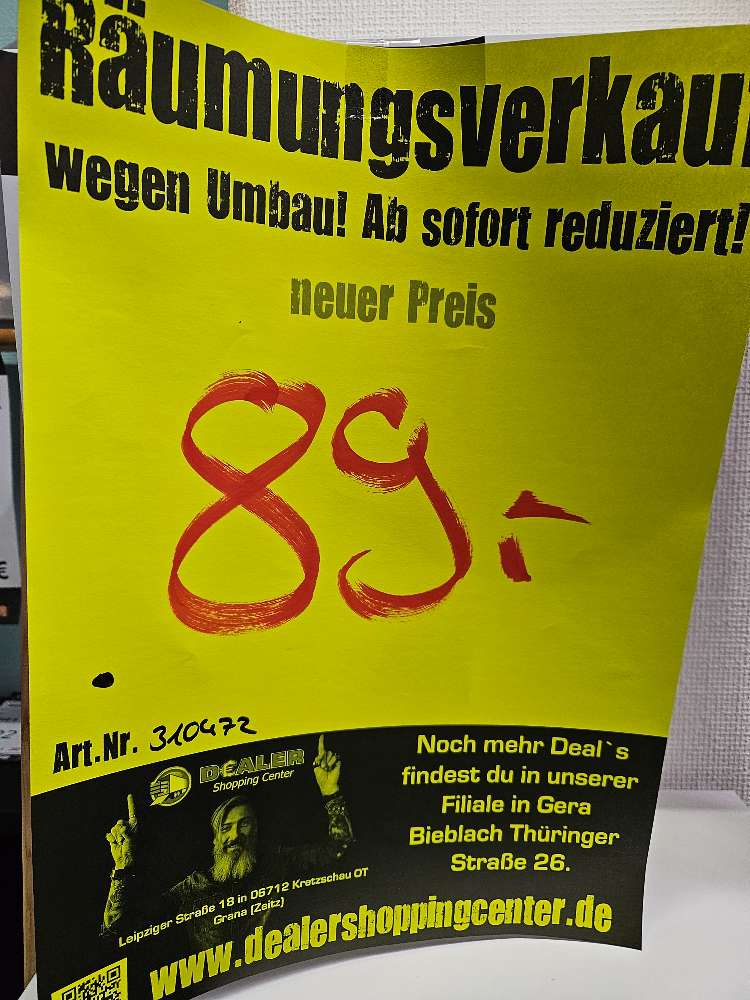 Räumungsverkauf
wegen Umbau! Ab sofort reduziert!
neuer Preis
89.-
Art.Nr. 310472
DEALER
Shopping Center
Noch mehr Deal`s
findest du in unserer
Filiale in Gera
Bieblach Thüringer
Straße 26.
Leipziger Straße 18 in 06712 Kretzschau OT
Grana (Zeitz)
www.dealershoppingcenter.de
€